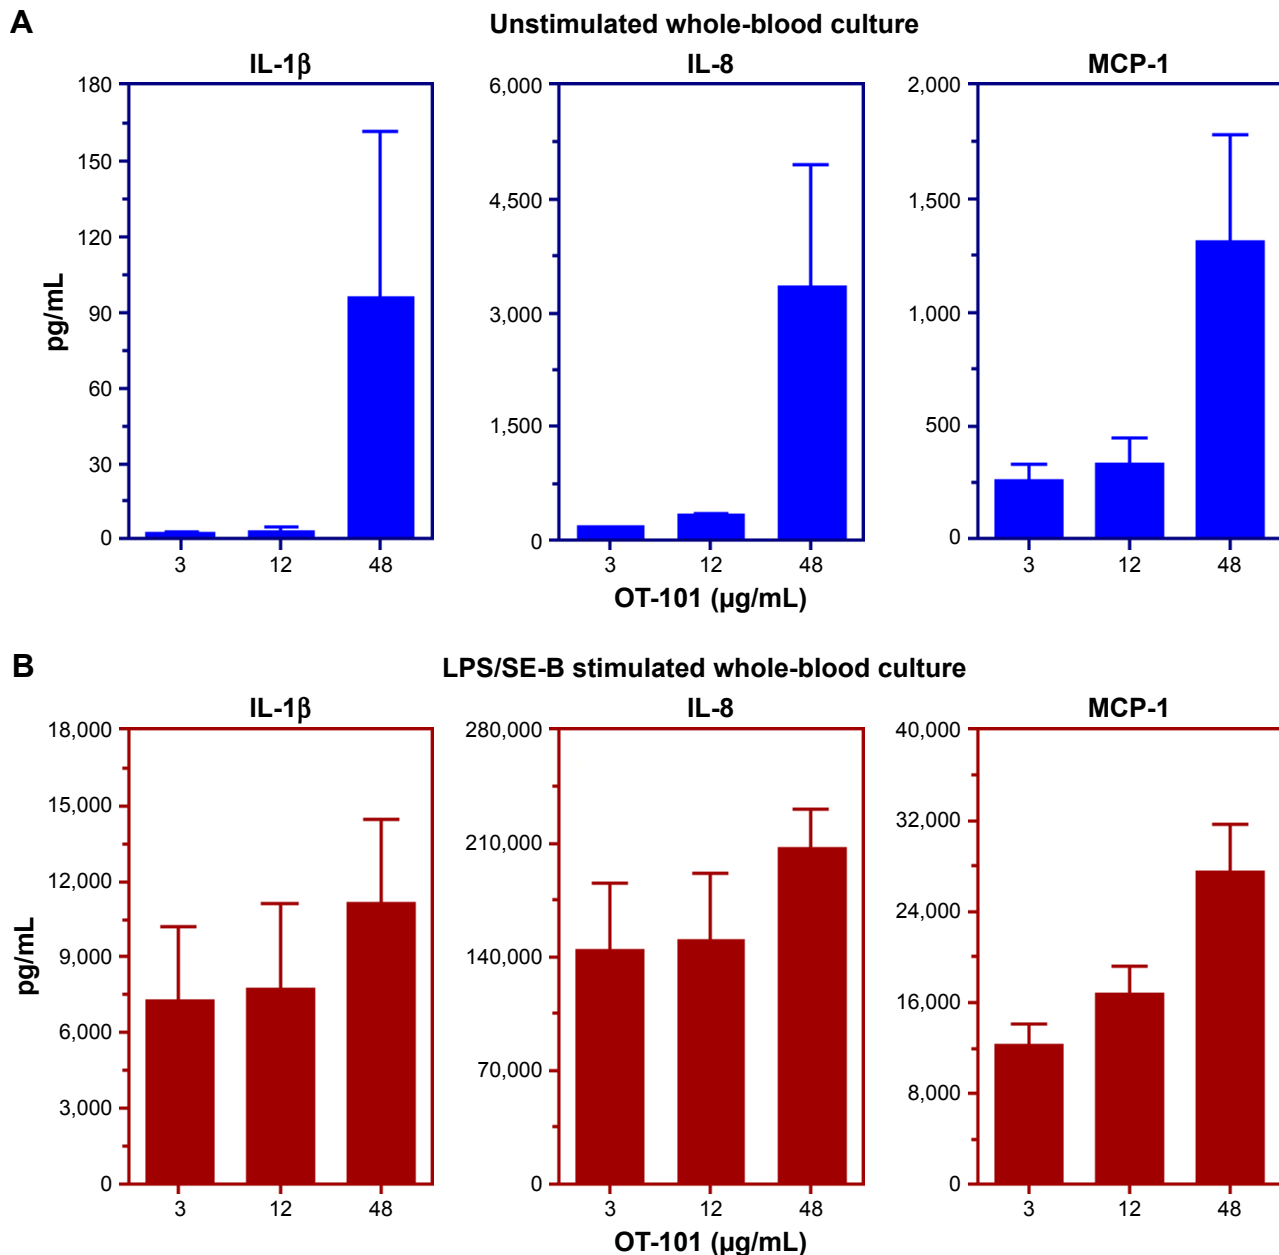 A
Unstimulated whole-blood culture
IL-1β
IL-8
MCP-1
pg/mL
180
150
120
90
60
30
0
3 12 48
6,000
4,500
3,000
1,500
0
3 12 48
2,000
1,500
1,000
500
0
3 12 48
OT-101 (μg/mL)
B
LPS/SE-B stimulated whole-blood culture
IL-1β
IL-8
MCP-1
pg/mL
18,000
15,000
12,000
9,000
6,000
3,000
0
3 12 48
280,000
210,000
140,000
70,000
0
3 12 48
40,000
32,000
24,000
16,000
8,000
0
3 12 48
OT-101 (μg/mL)